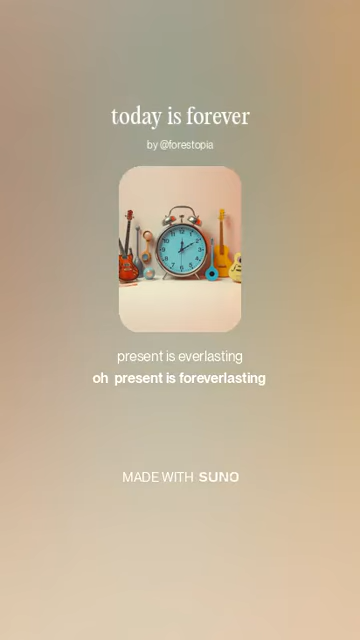 today is forever
by @forestopia
present is everlasting
oh present is foreverlasting
MADE WITH SUNO